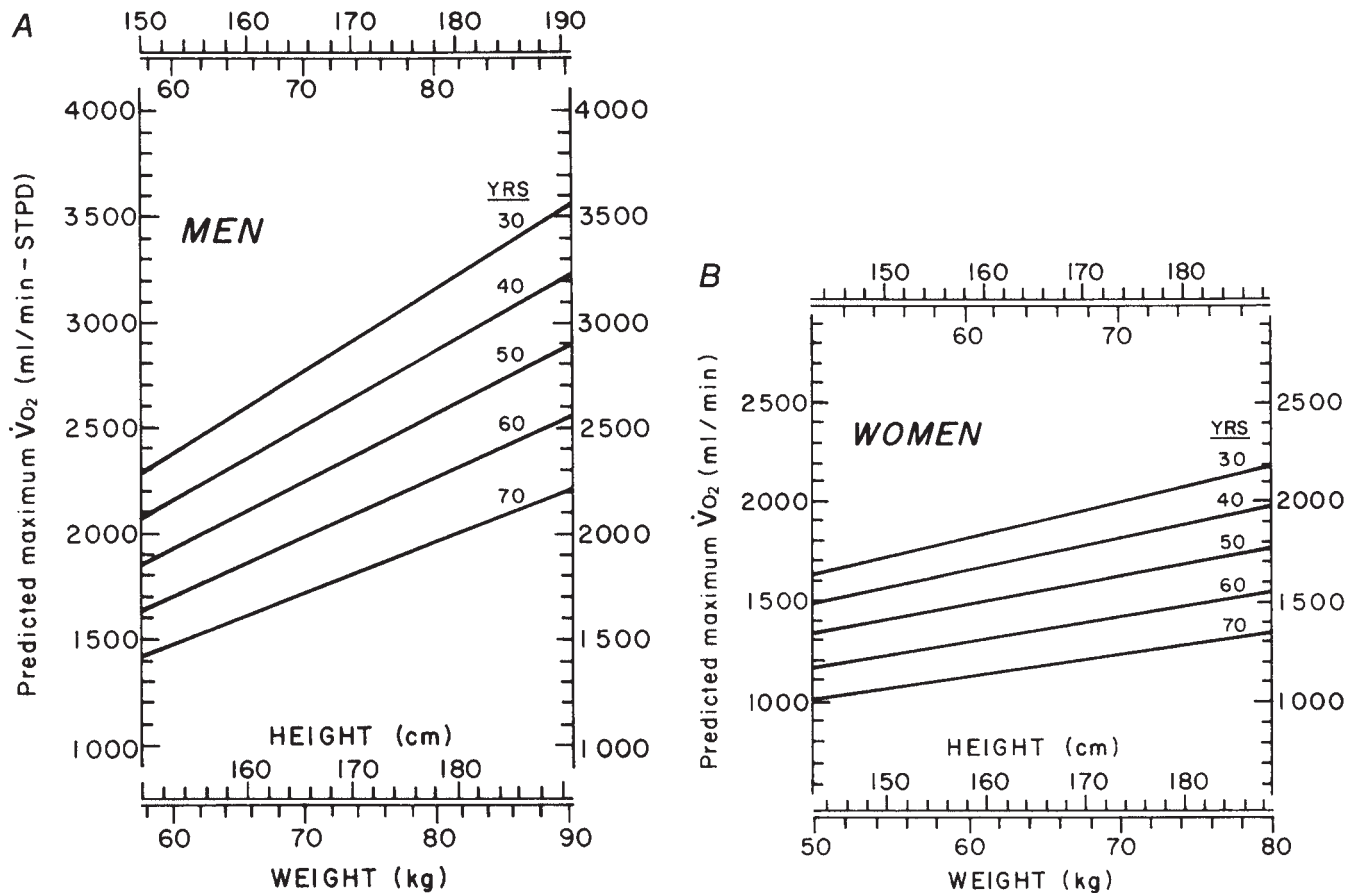 A
150 160 170 180 190
60 70 80
4000 4000
YRS
30
3500 3500
MEN
40
3000 3000
50
2500 2500
60
70
2000 2000
1500 1500
1000 1000
Predicted maximum V̇O₂ (ml/min-STPD)
HEIGHT (cm)
160 170 180
60 70 80 90
WEIGHT (kg)
B
150 160 170 180
60 70
2500 2500
WOMEN
YRS
30
2000 2000
40
50
1500 1500
60
70
1000 1000
Predicted maximum V̇O₂ (ml/min)
HEIGHT (cm)
150 160 170 180
50 60 70 80
WEIGHT (kg)